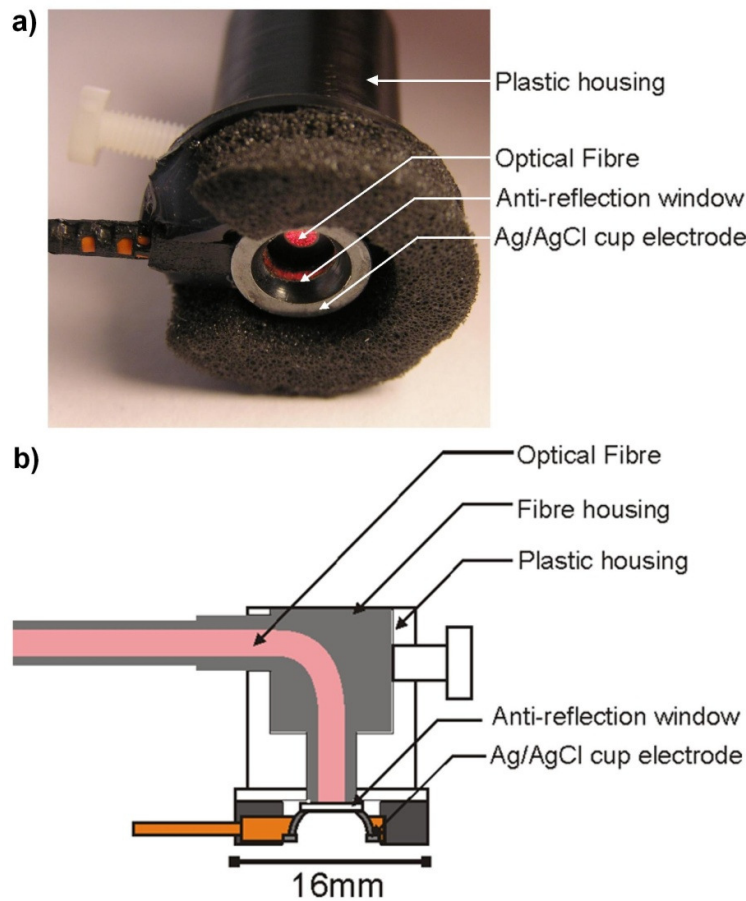 a)
Plastic housing
Optical Fibre
Anti-reflection window
Ag/AgCl cup electrode
b)
Optical Fibre
Fibre housing
Plastic housing
Anti-reflection window
Ag/AgCl cup electrode
16mm